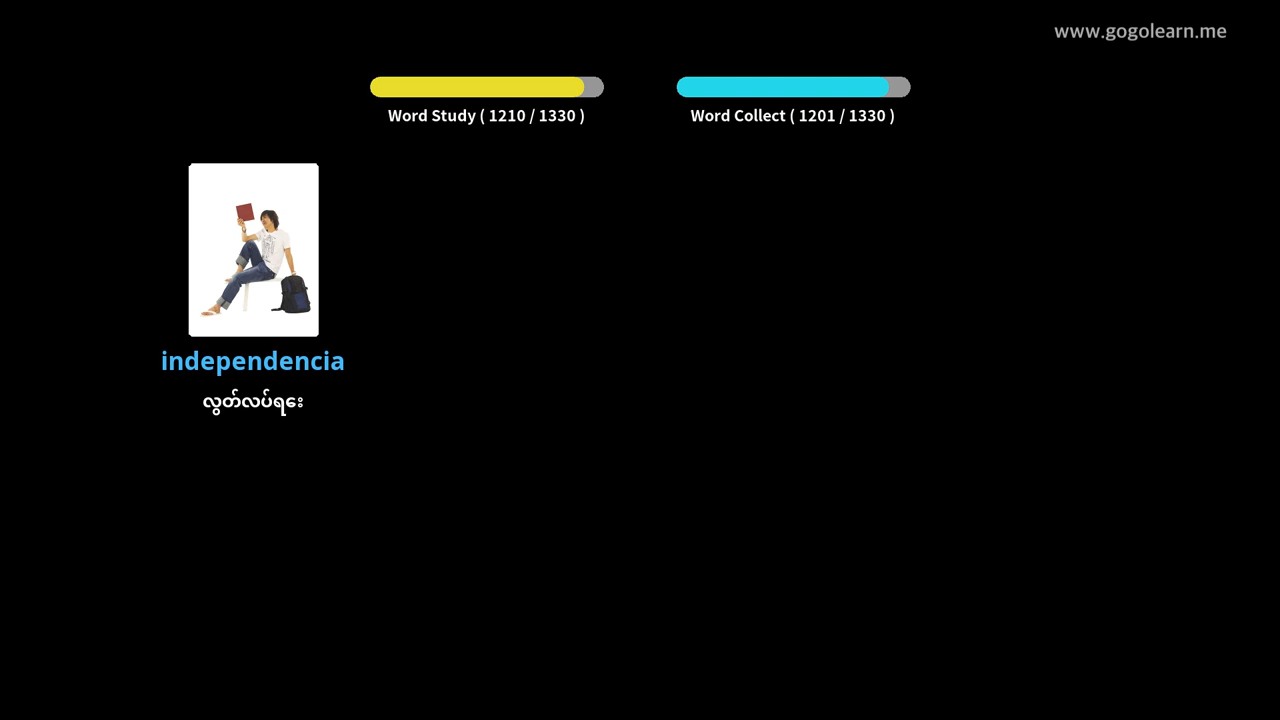 www.gogolearn.me
Word Study ( 1210 / 1330 )
Word Collect ( 1201 / 1330 )
independencia
လွတ်လပ်ရေး